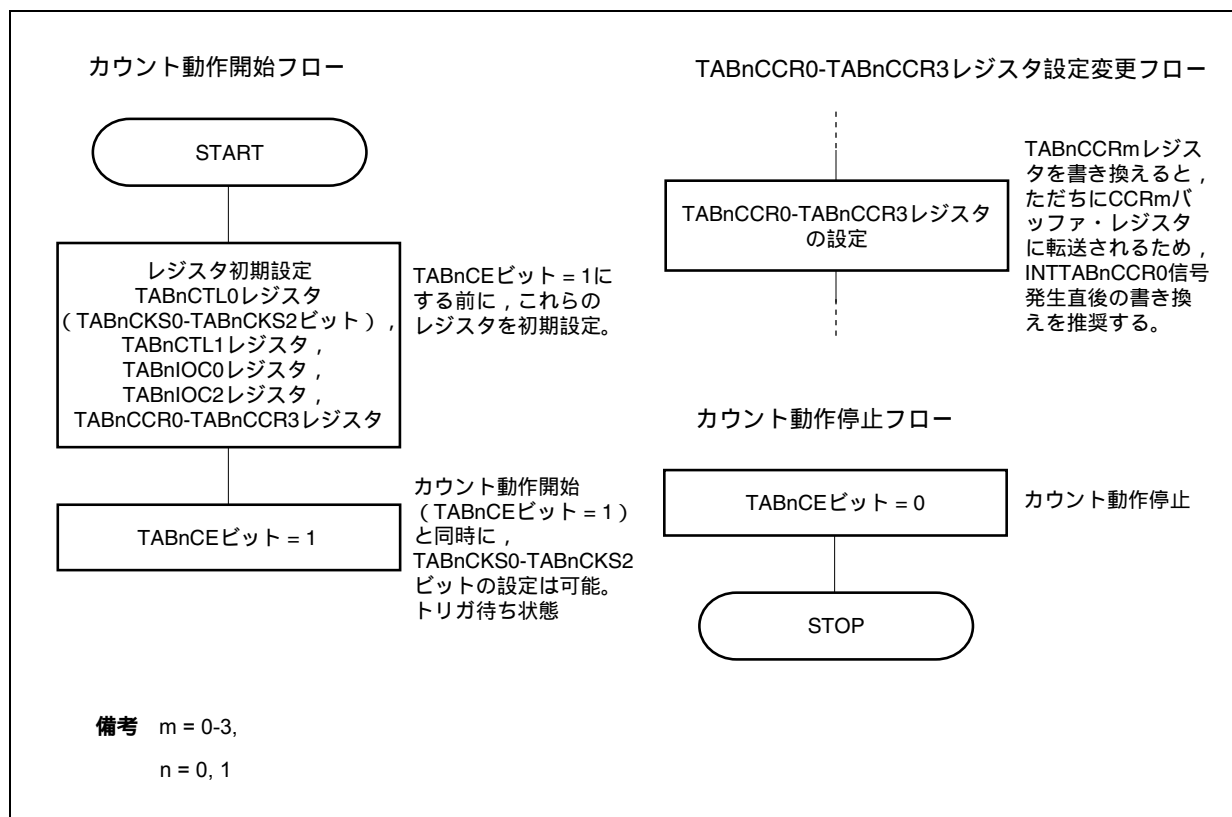 カウント動作開始フロー
START
レジスタ初期設定
TABnCTL0レジスタ
（TABnCKS0-TABnCKS2ビット），
TABnCTL1レジスタ，
TABnIOC0レジスタ，
TABnIOC2レジスタ，
TABnCCR0-TABnCCR3レジスタ
TABnCEビット = 1に
する前に，これらの
レジスタを初期設定。
TABnCEビット = 1
カウント動作開始
（TABnCEビット = 1）
と同時に，
TABnCKS0-TABnCKS2
ビットの設定は可能。
トリガ待ち状態
TABnCCR0-TABnCCR3レジスタ設定変更フロー
TABnCCR0-TABnCCR3レジスタ
の設定
TABnCCRmレジス
タを書き換えると，
ただちにCCRmバ
ッファ・レジスタ
に転送されるため，
INTTABnCCR0信号
発生直後の書き換
えを推奨する。
カウント動作停止フロー
TABnCEビット = 0
カウント動作停止
STOP
備考 m = 0-3,
n = 0, 1